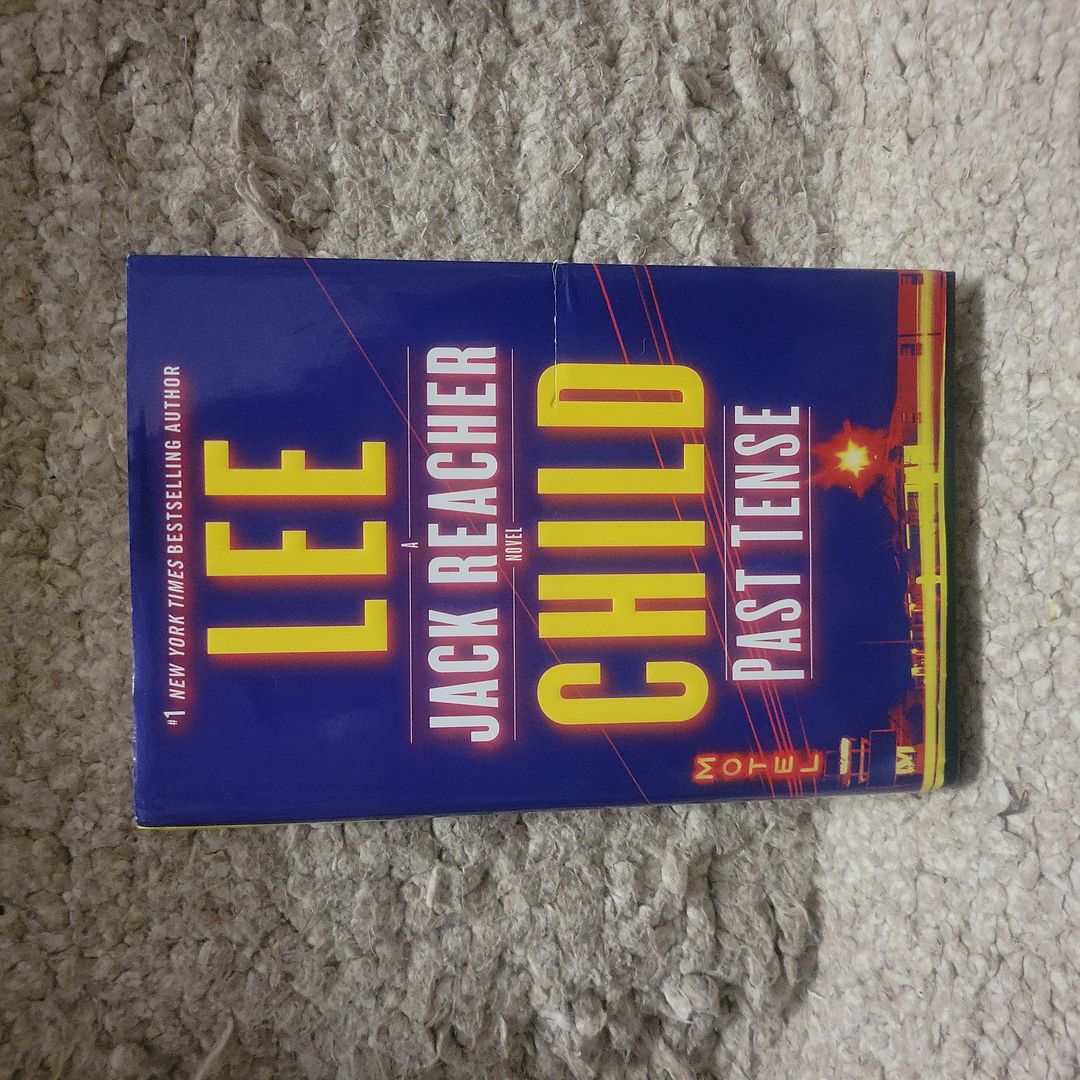 #1 NEW YORK TIMES BESTSELLING AUTHOR
LEE
A
JACK REACHER
NOVEL
CHILD
PAST TENSE
MOTEL